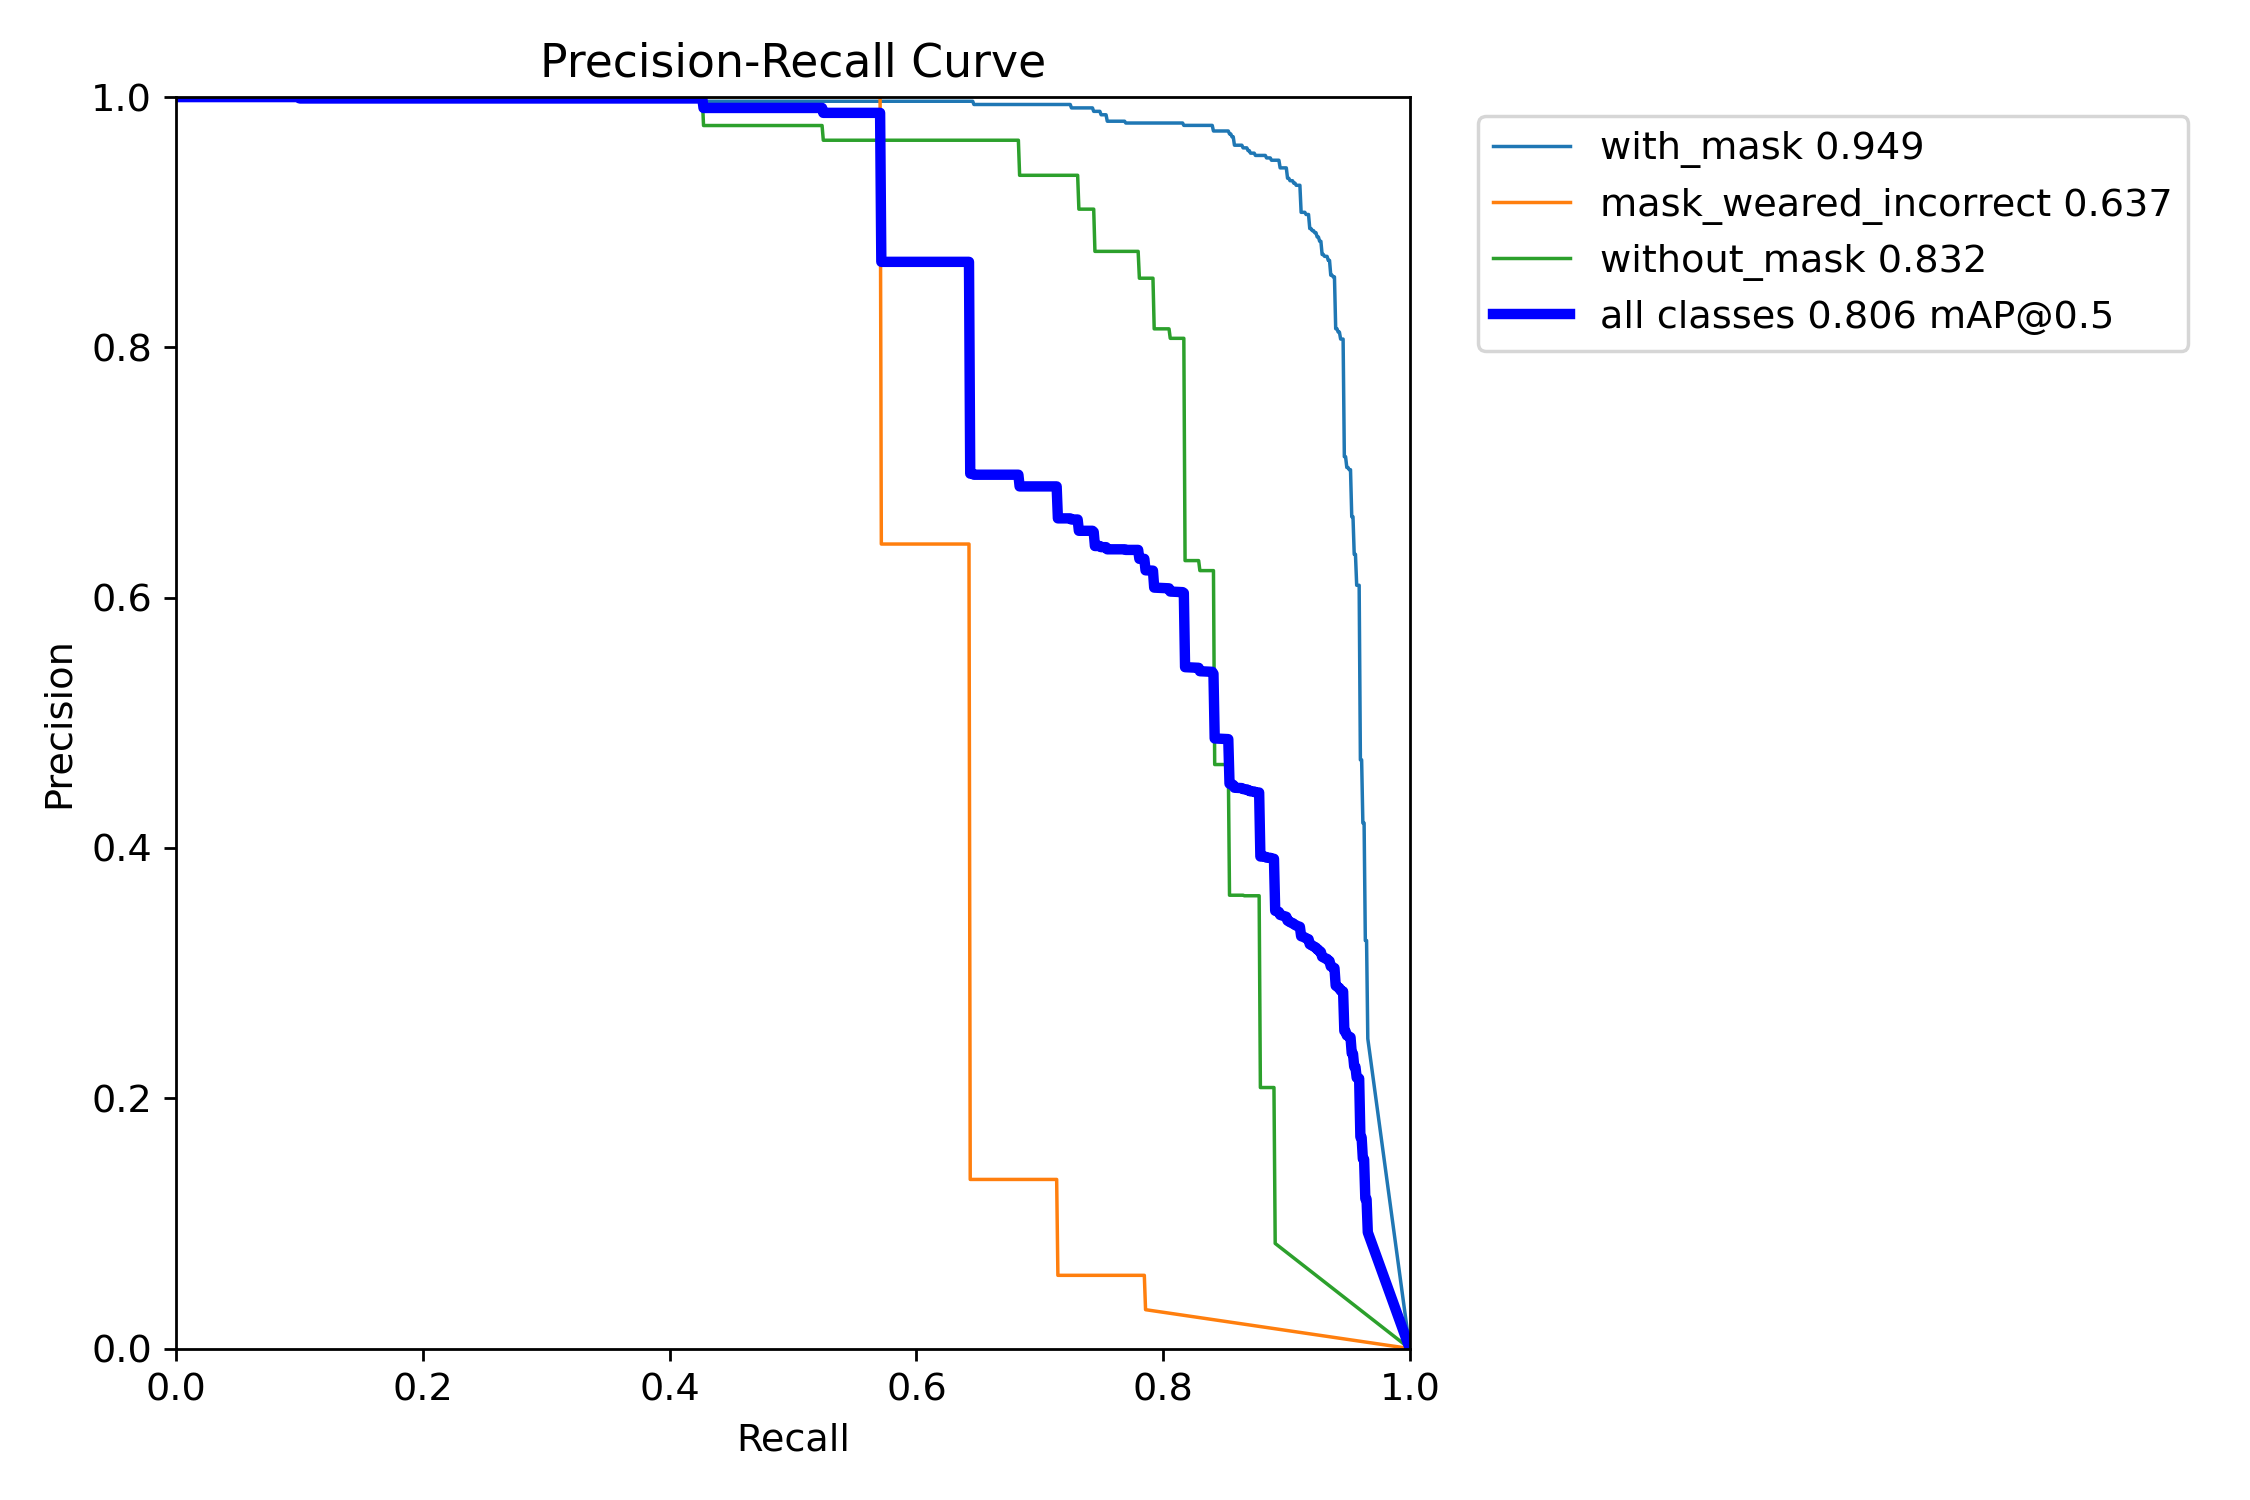 Precision-Recall Curve
1.0
0.8
0.6
0.4
0.2
0.0
Precision
0.0 0.2 0.4 0.6 0.8 1.0
Recall
with_mask 0.949
mask_weared_incorrect 0.637
without_mask 0.832
all classes 0.806 mAP@0.5